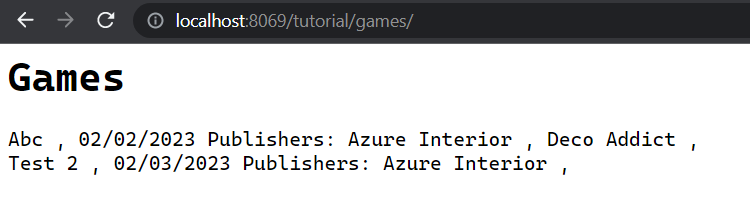 localhost:8069/tutorial/games/
Games
Abc , 02/02/2023 Publishers: Azure Interior , Deco Addict ,
Test 2 , 02/03/2023 Publishers: Azure Interior ,